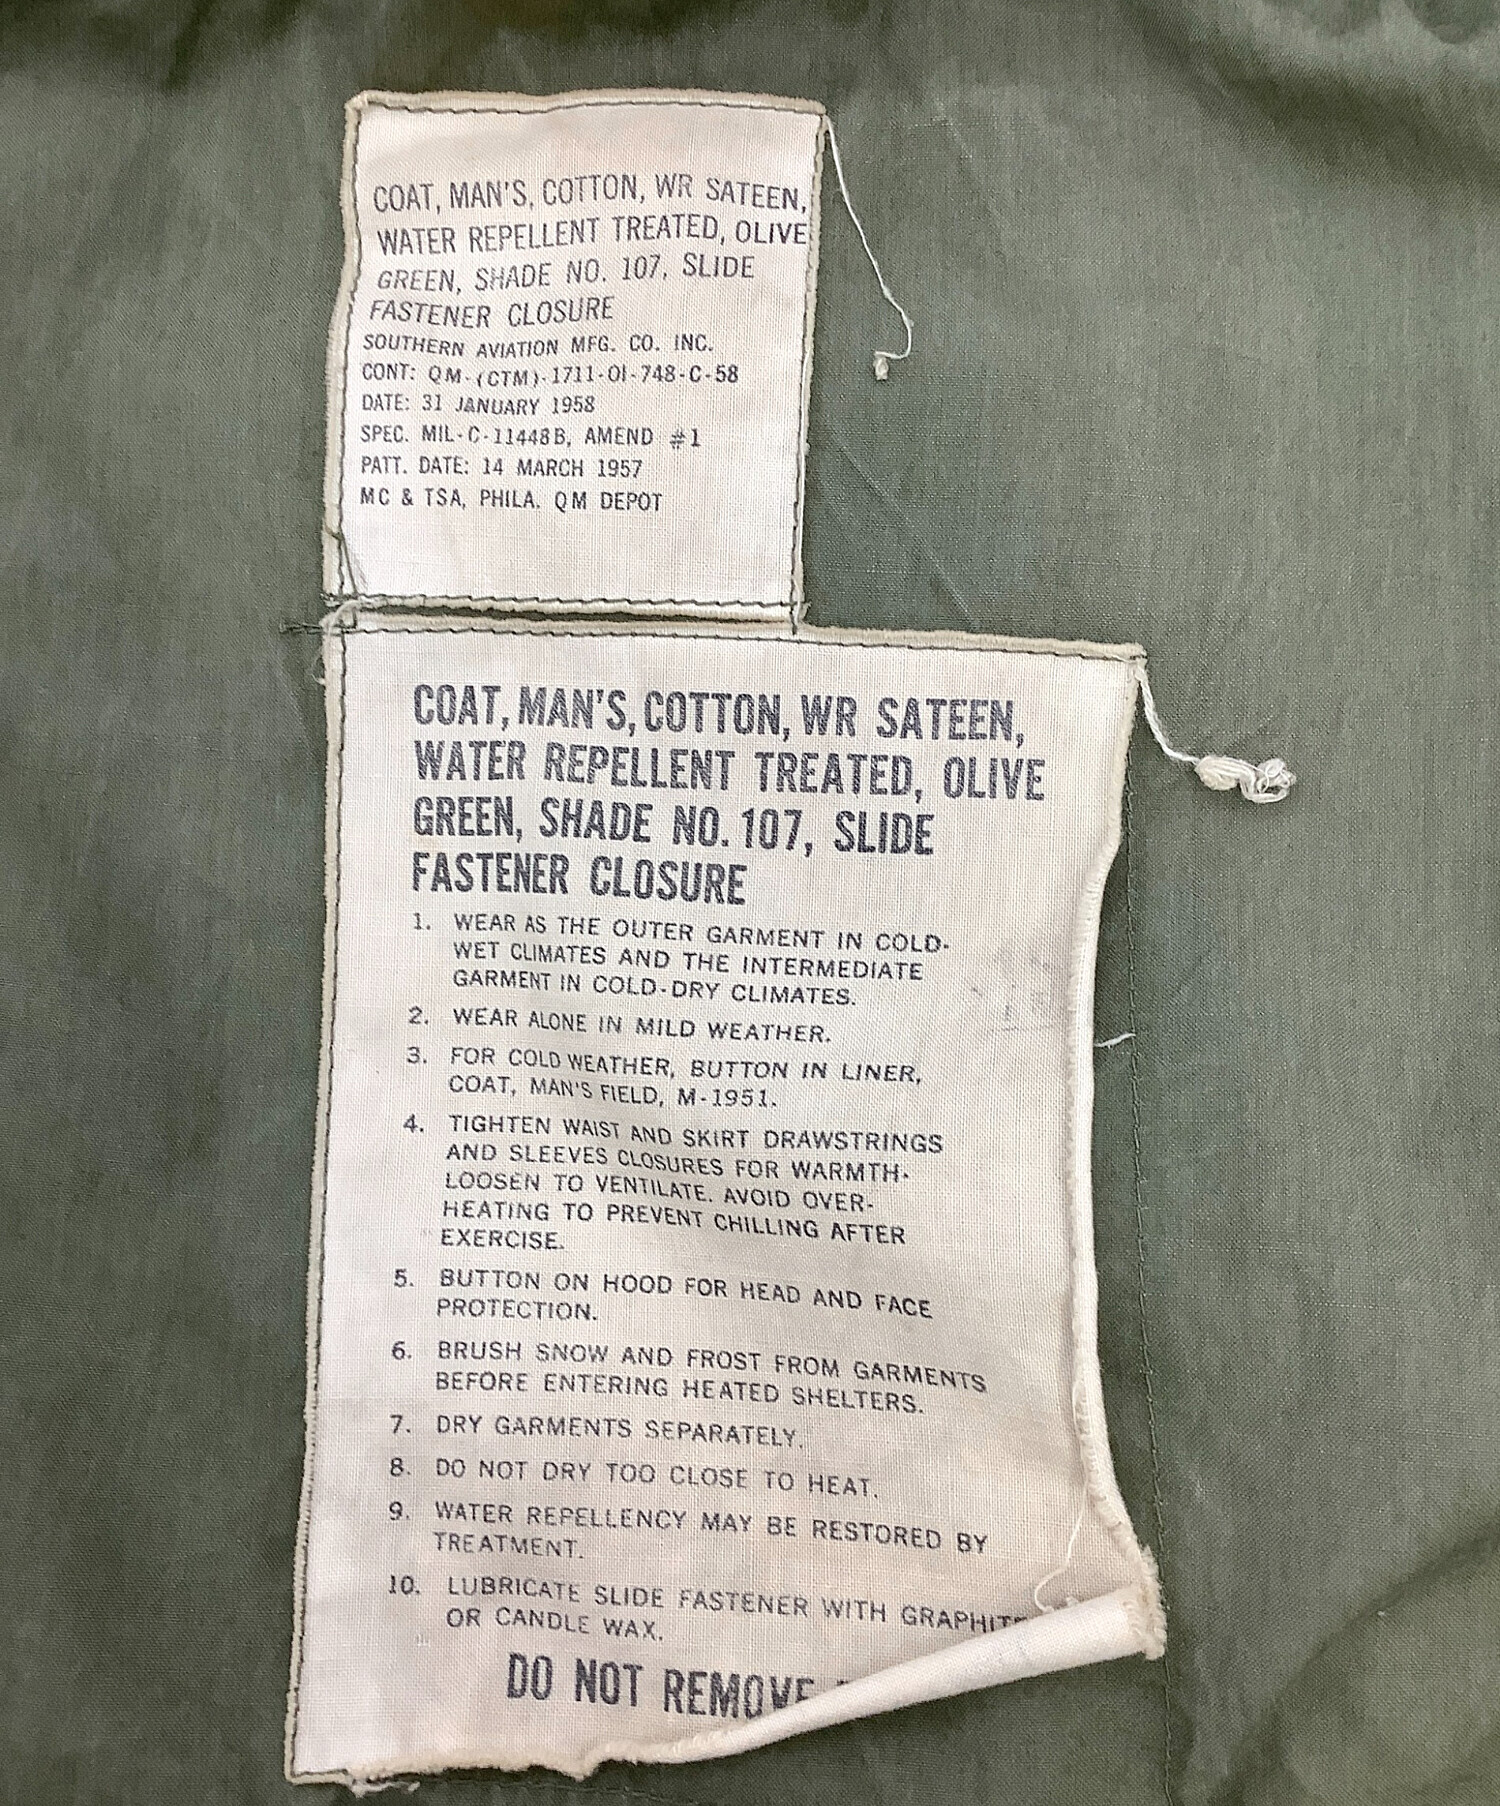 COAT, MAN'S, COTTON, WR SATEEN,
WATER REPELLENT TREATED, OLIVE
GREEN, SHADE NO. 107, SLIDE
FASTENER CLOSURE
SOUTHERN AVIATION MFG. CO. INC.
CONT: QM-(CTM)-1711-OI-748-C-58
DATE: 31 JANUARY 1958
SPEC. MIL-C-11448B, AMEND #1
PATT. DATE: 14 MARCH 1957
MC & TSA, PHILA. QM DEPOT
COAT, MAN'S, COTTON, WR SATEEN,
WATER REPELLENT TREATED, OLIVE
GREEN, SHADE NO. 107, SLIDE
FASTENER CLOSURE
1. WEAR AS THE OUTER GARMENT IN COLD-
WET CLIMATES AND THE INTERMEDIATE
GARMENT IN COLD-DRY CLIMATES.
2. WEAR ALONE IN MILD WEATHER.
3. FOR COLD WEATHER, BUTTON IN LINER,
COAT, MAN'S FIELD, M-1951.
4. TIGHTEN WAIST AND SKIRT DRAWSTRINGS
AND SLEEVES CLOSURES FOR WARMTH-
LOOSEN TO VENTILATE. AVOID OVER-
HEATING TO PREVENT CHILLING AFTER
EXERCISE.
5. BUTTON ON HOOD FOR HEAD AND FACE
PROTECTION.
6. BRUSH SNOW AND FROST FROM GARMENTS
BEFORE ENTERING HEATED SHELTERS.
7. DRY GARMENTS SEPARATELY.
8. DO NOT DRY TOO CLOSE TO HEAT.
9. WATER REPELLENCY MAY BE RESTORED BY
TREATMENT.
10. LUBRICATE SLIDE FASTENER WITH GRAPHITE
OR CANDLE WAX.
DO NOT REMOVE